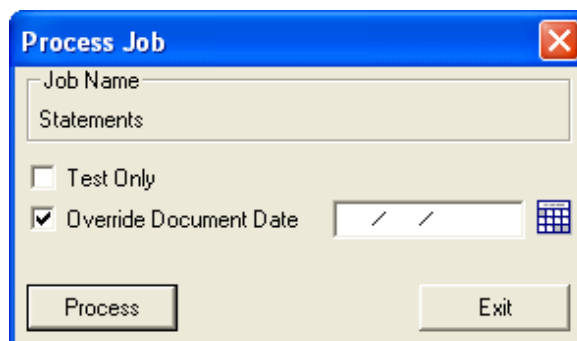 Process Job
Job Name
Statements
Test Only
Override Document Date / /
Process Exit